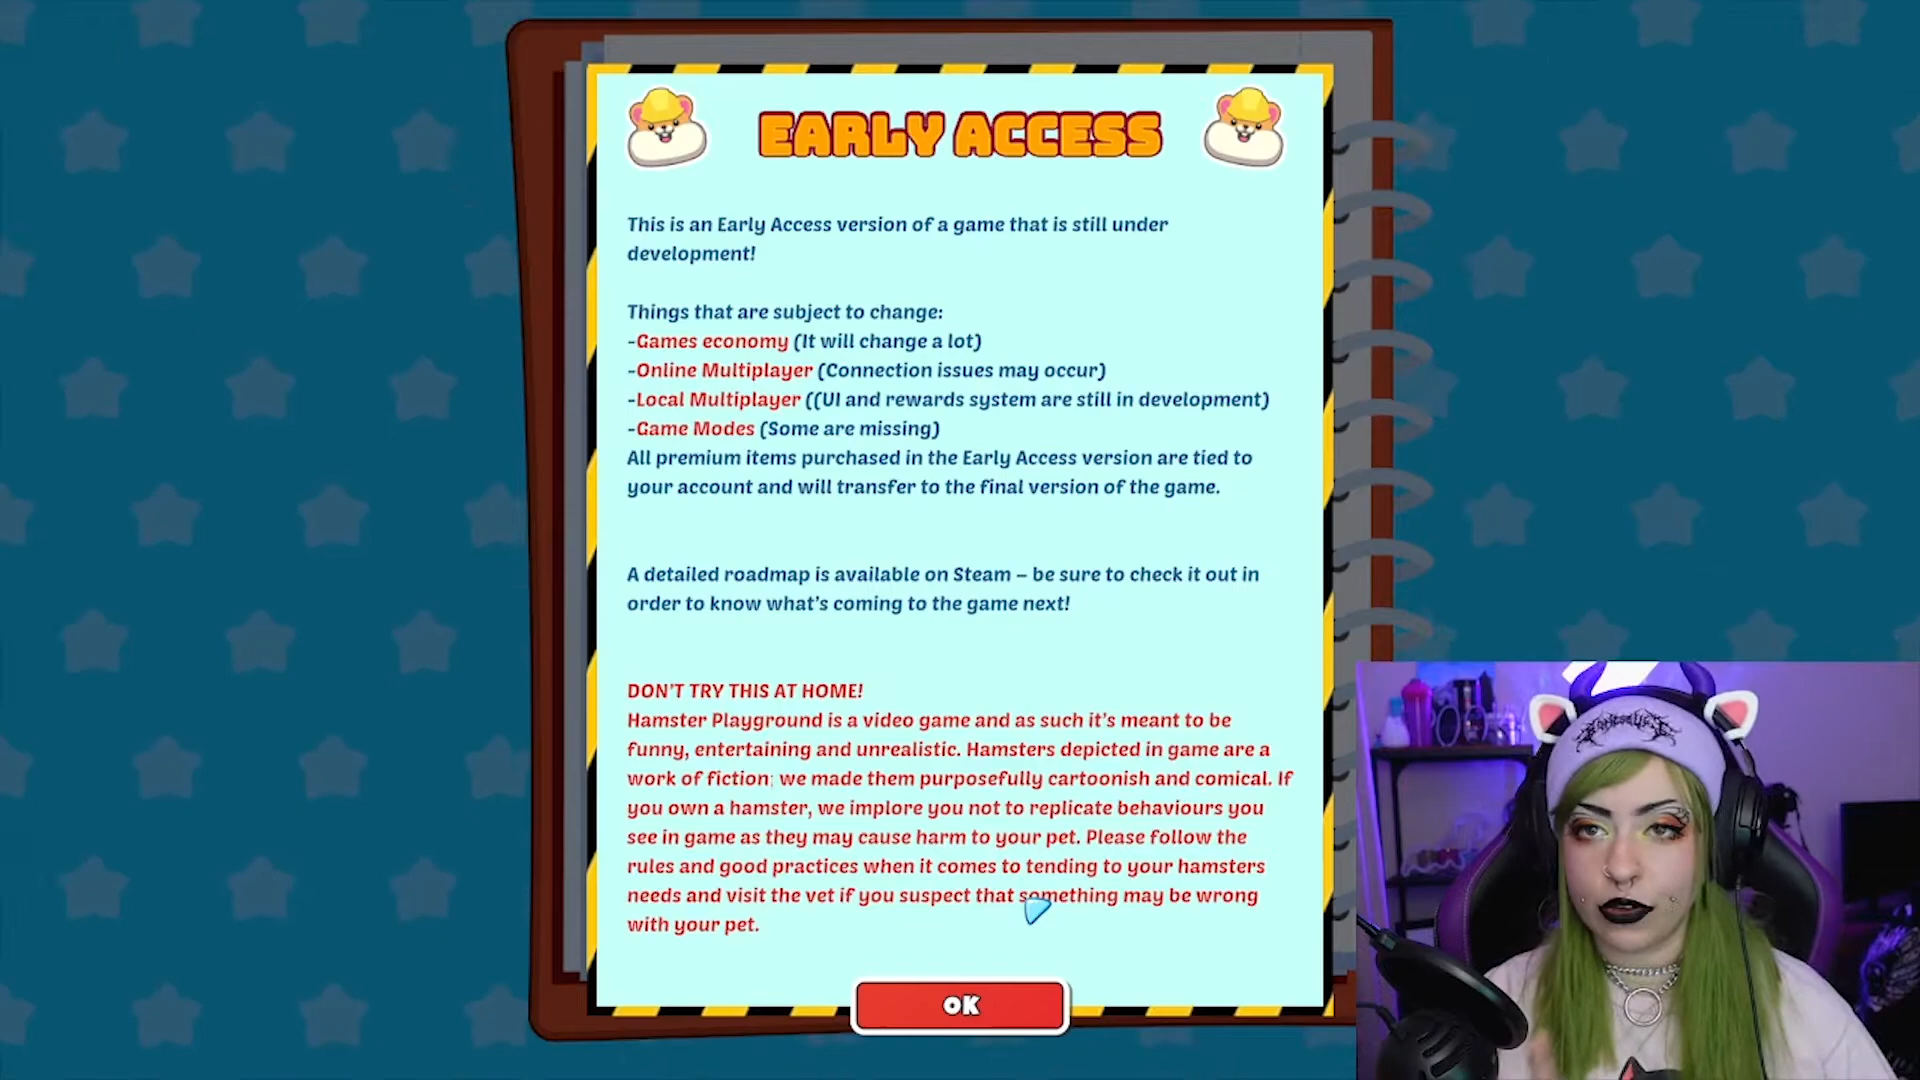 EARLY ACCESS
This is an Early Access version of a game that is still under
development!
Things that are subject to change:
-Games economy (It will change a lot)
-Online Multiplayer (Connection issues may occur)
-Local Multiplayer ((UI and rewards system are still in development)
-Game Modes (Some are missing)
All premium items purchased in the Early Access version are tied to
your account and will transfer to the final version of the game.
A detailed roadmap is available on Steam – be sure to check it out in
order to know what's coming to the game next!
DON'T TRY THIS AT HOME!
Hamster Playground is a video game and as such it's meant to be
funny, entertaining and unrealistic. Hamsters depicted in game are a
work of fiction; we made them purposefully cartoonish and comical. If
you own a hamster, we implore you not to replicate behaviours you
see in game as they may cause harm to your pet. Please follow the
rules and good practices when it comes to tending to your hamsters
needs and visit the vet if you suspect that something may be wrong
with your pet.
OK